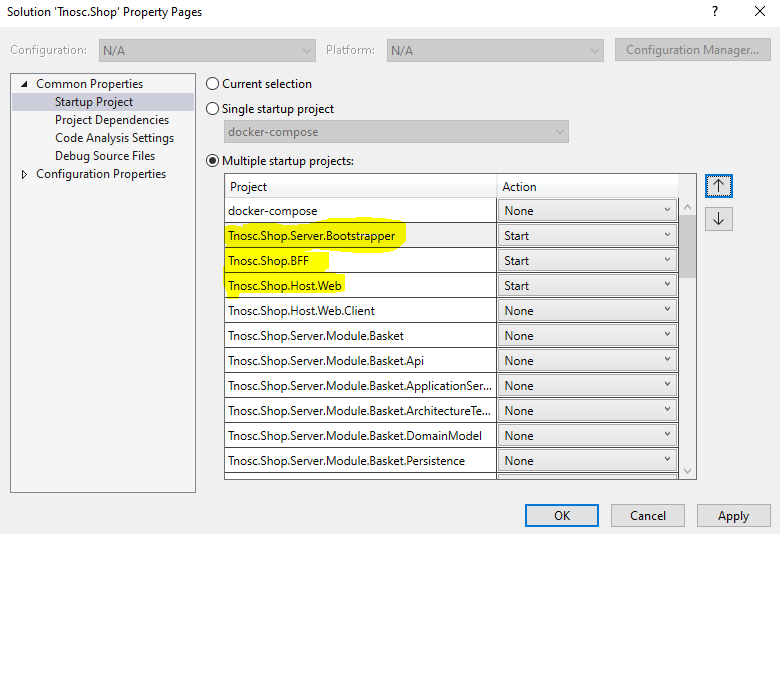 Solution 'Tnosc.Shop' Property Pages ?
Configuration: N/A Platform: N/A Configuration Manager...
Common Properties
Startup Project
Project Dependencies
Code Analysis Settings
Debug Source Files
Configuration Properties
Current selection
Single startup project
docker-compose
Multiple startup projects:
Project Action
docker-compose None
Tnosc.Shop.Server.Bootstrapper Start
Tnosc.Shop.BFF Start
Tnosc.Shop.Host.Web Start
Tnosc.Shop.Host.Web.Client None
Tnosc.Shop.Server.Module.Basket None
Tnosc.Shop.Server.Module.Basket.Api None
Tnosc.Shop.Server.Module.Basket.ApplicationSer... None
Tnosc.Shop.Server.Module.Basket.ArchitectureTe... None
Tnosc.Shop.Server.Module.Basket.DomainModel None
Tnosc.Shop.Server.Module.Basket.Persistence None
OK Cancel Apply